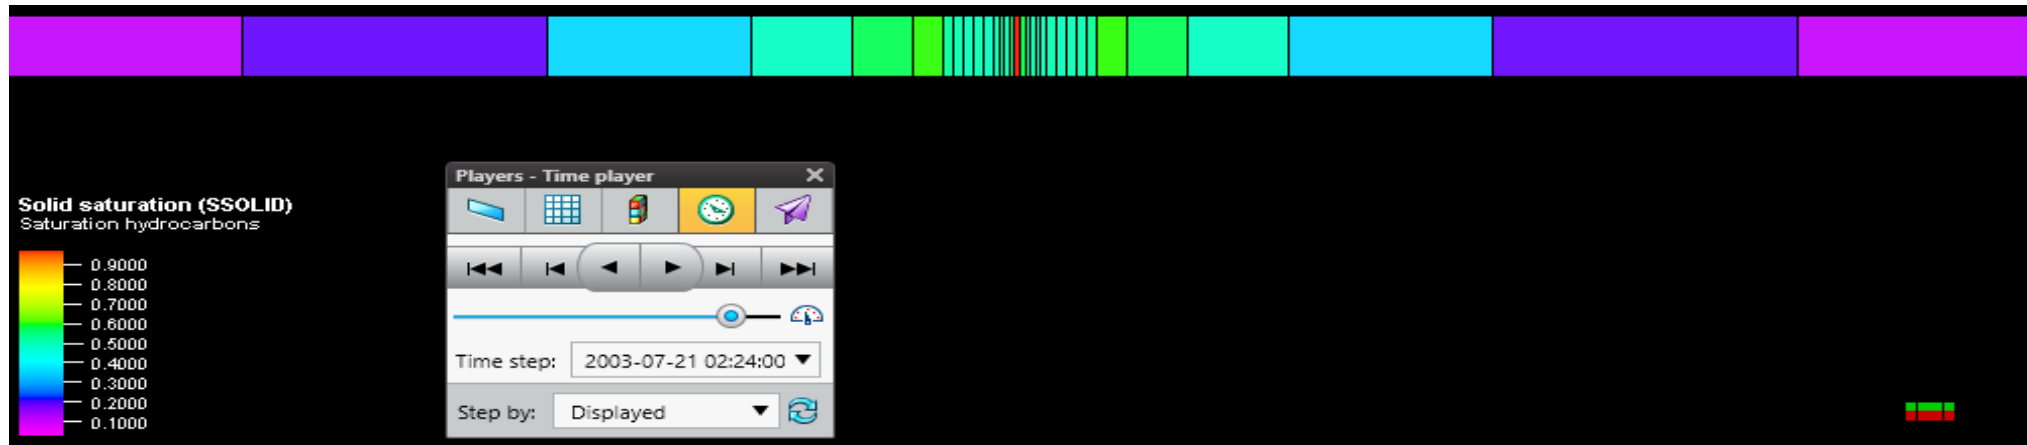 Players - Time player
Solid saturation (SSOLID)
Saturation hydrocarbons
0.9000
0.8000
0.7000
0.6000
0.5000
0.4000
0.3000
0.2000
0.1000
Time step: 2003-07-21 02:24:00
Step by: Displayed